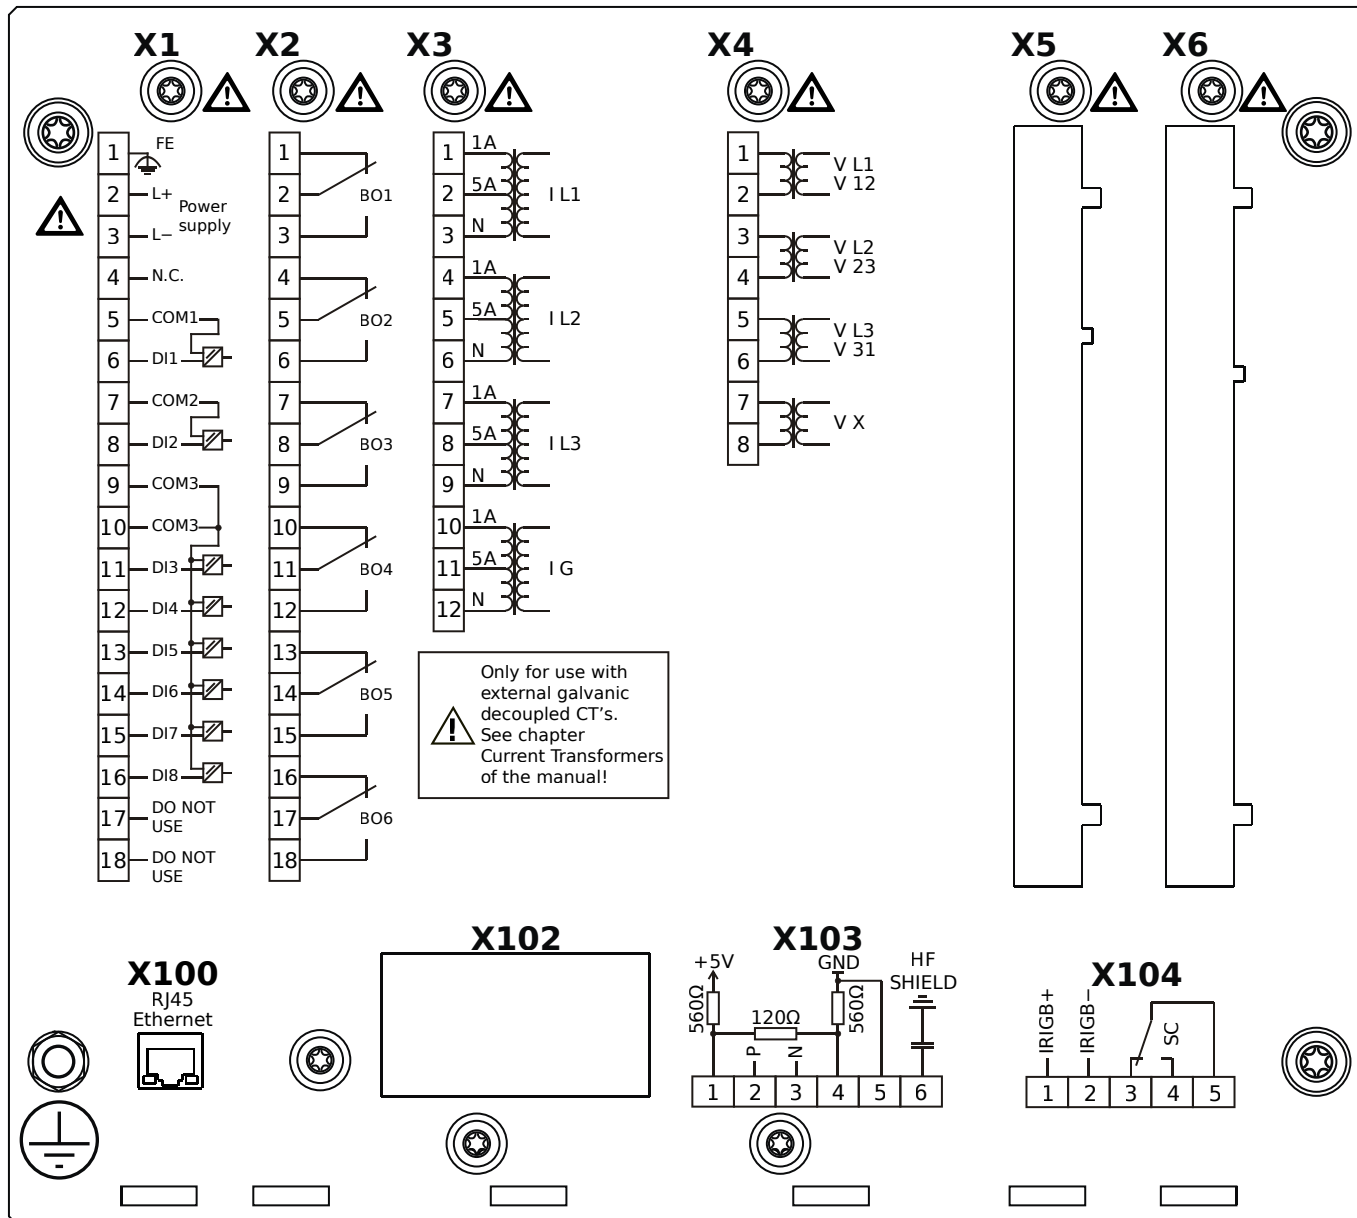 X1 X2 X3 X4 X5 X6
1 FE
2 L+
3 L−
Power
supply
4 N.C.
5 COM1
6 DI1
7 COM2
8 DI2
9 COM3
10 COM3
11 DI3
12 DI4
13 DI5
14 DI6
15 DI7
16 DI8
17 DO NOT
USE
18 DO NOT
USE
1
2 BO1
3
4
5 BO2
6
7
8 BO3
9
10
11 BO4
12
13
14 BO5
15
16
17 BO6
18
1 1A
2 5A I L1
3 N
4 1A
5 5A I L2
6 N
7 1A
8 5A I L3
9 N
10 1A
11 5A I G
12 N
!
Only for use with
external galvanic
decoupled CT's.
See chapter
Current Transformers
of the manual!
1 V L1
2 V 12
3 V L2
4 V 23
5 V L3
6 V 31
7 V X
8
X100
RJ45
Ethernet
X102
X103
+5V GND HF
SHIELD
560Ω 120Ω 560Ω
P N
1 2 3 4 5 6
X104
IRIGB+ IRIGB− SC
1 2 3 4 5